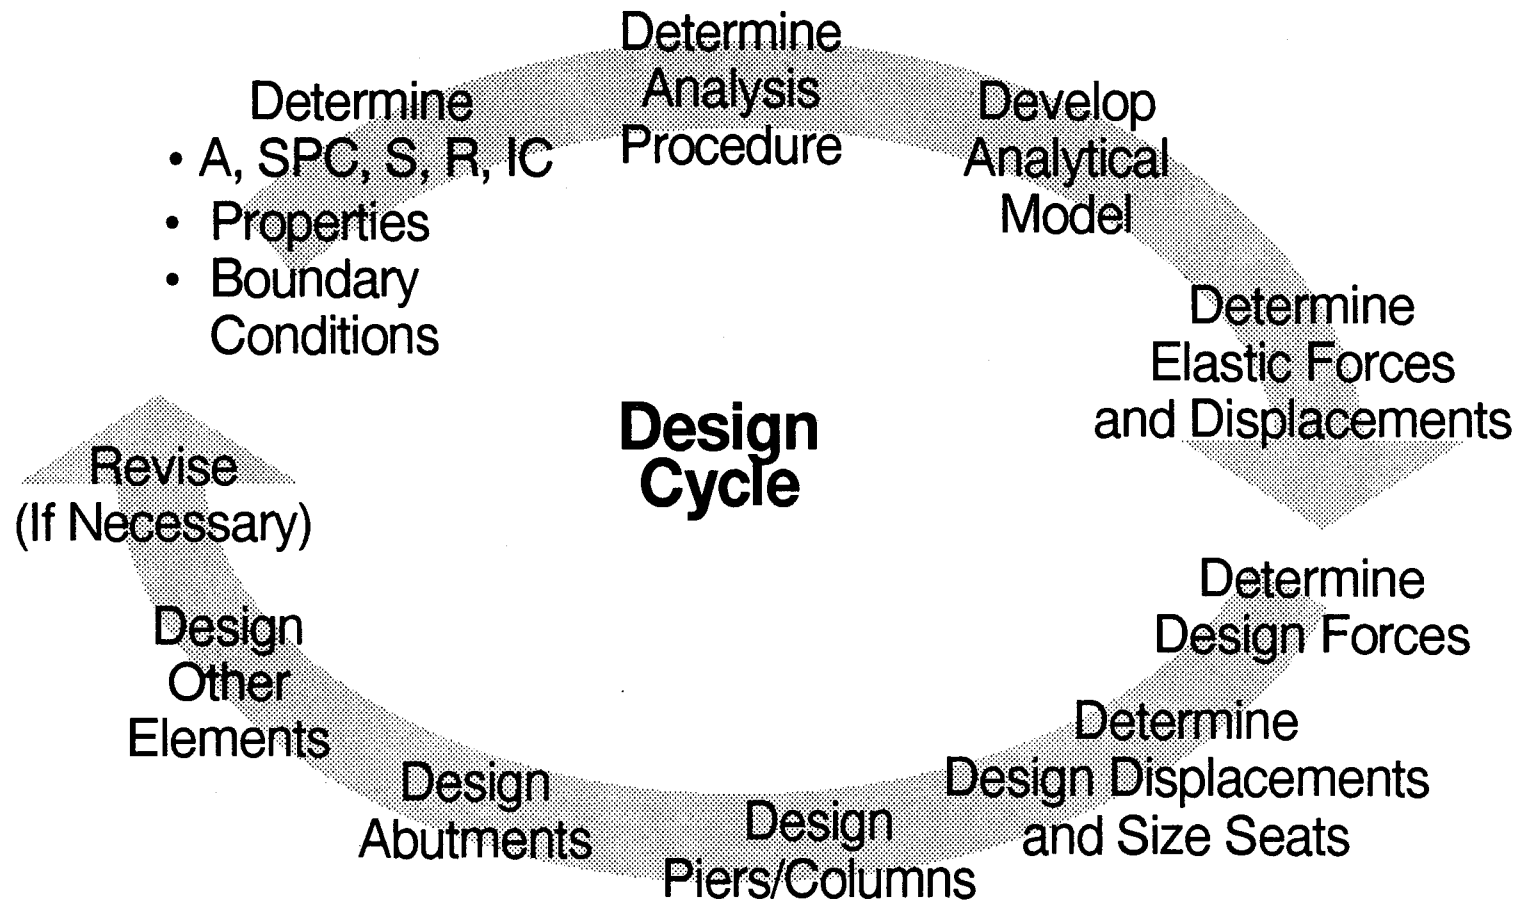 Determine
• A, SPC, S, R, IC
• Properties
• Boundary
Conditions
Determine
Analysis
Procedure
Develop
Analytical
Model
Determine
Elastic Forces
and Displacements
Determine
Design Forces
Determine
Design Displacements
and Size Seats
Design
Piers/Columns
Design
Abutments
Design
Other
Elements
Revise
(If Necessary)
Design
Cycle